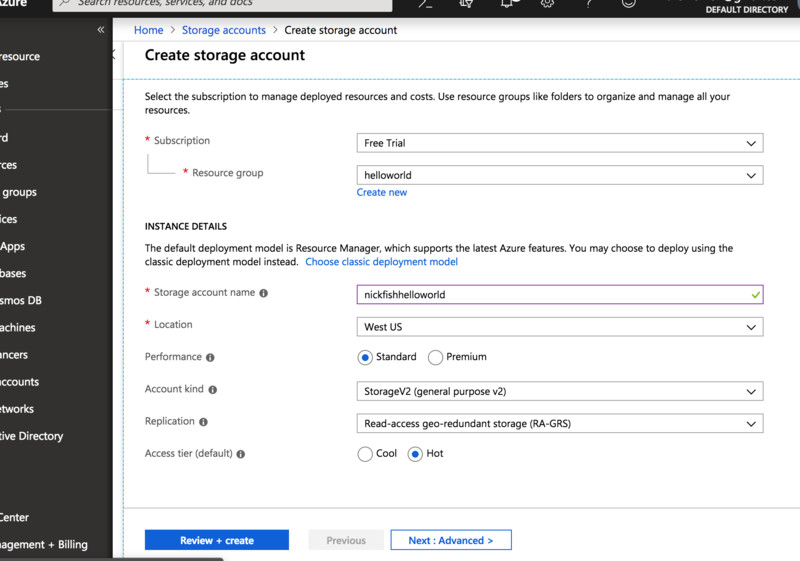 Azure
Search resources, services, and docs
DEFAULT DIRECTORY
Home > Storage accounts > Create storage account
Create storage account
Select the subscription to manage deployed resources and costs. Use resource groups like folders to organize and manage all your
resources.
* Subscription
Free Trial
* Resource group
helloworld
Create new
INSTANCE DETAILS
The default deployment model is Resource Manager, which supports the latest Azure features. You may choose to deploy using the
classic deployment model instead. Choose classic deployment model
* Storage account name
nickfishhelloworld
* Location
West US
Performance
Standard
Premium
Account kind
StorageV2 (general purpose v2)
Replication
Read-access geo-redundant storage (RA-GRS)
Access tier (default)
Cool
Hot
Review + create
Previous
Next : Advanced >
«
resource
es
rd
rces
groups
ices
Apps
bases
osmos DB
achines
ancers
accounts
etworks
tive Directory
Center
nagement + Billing